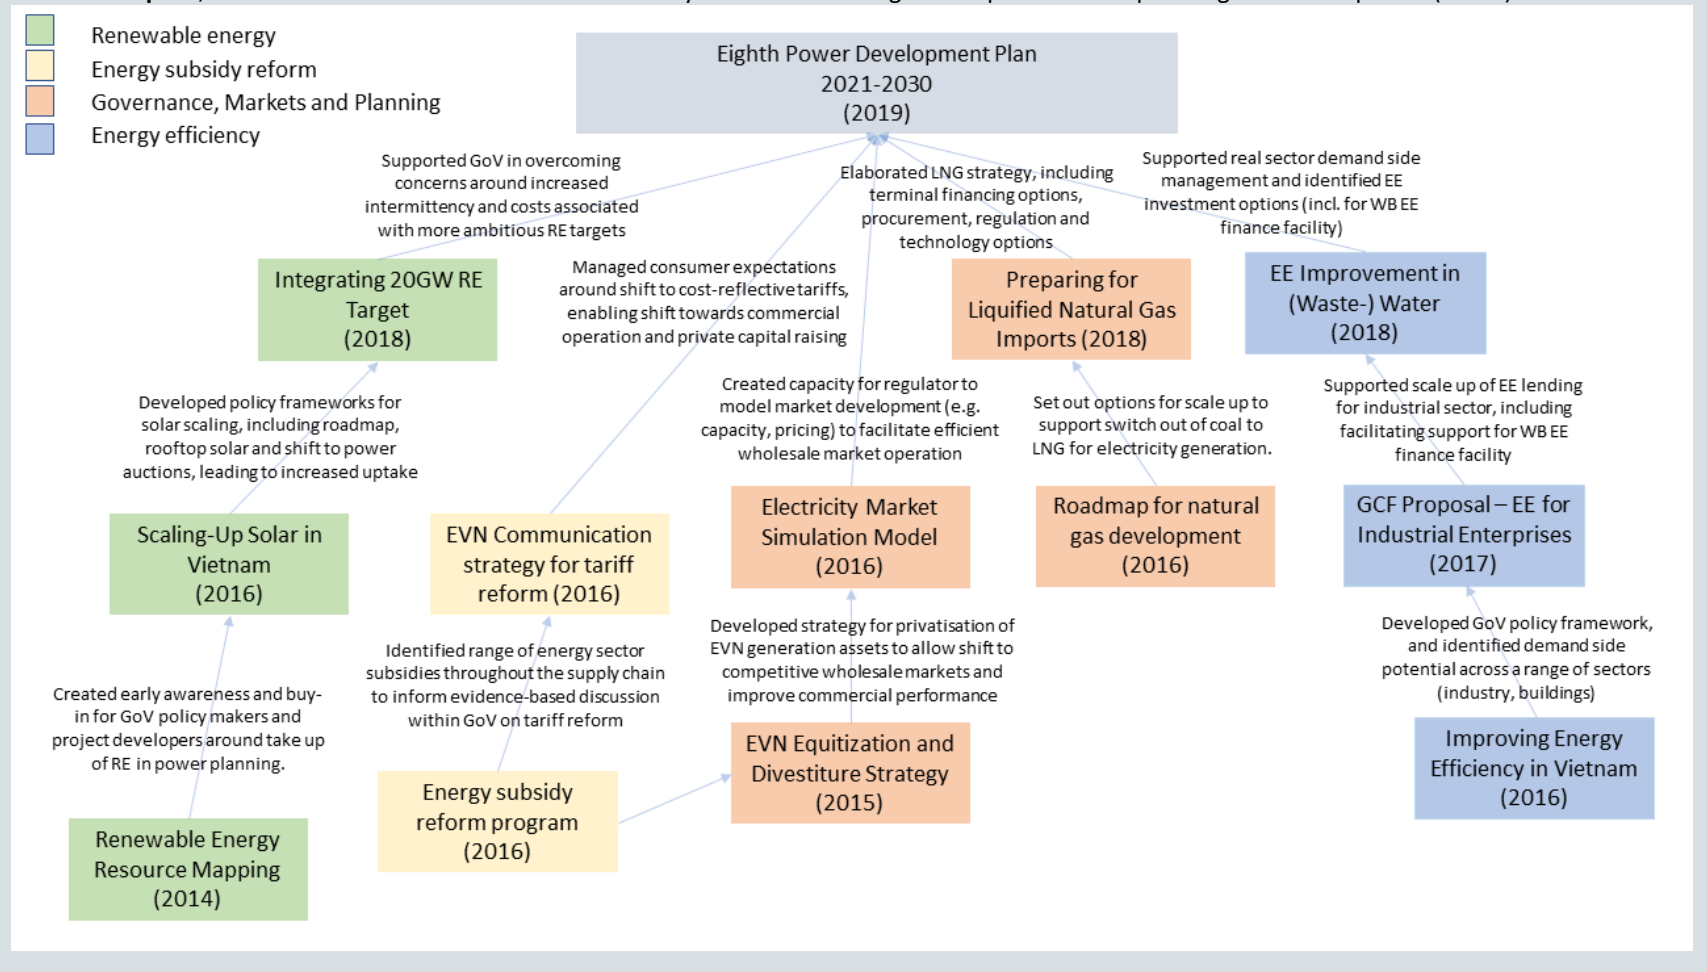 Renewable energy
Energy subsidy reform
Governance, Markets and Planning
Energy efficiency
Eighth Power Development Plan
2021-2030
(2019)
Supported GoV in overcoming
concerns around increased
intermittency and costs associated
with more ambitious RE targets
Managed consumer expectations
around shift to cost-reflective tariffs,
enabling shift towards commercial
operation and private capital raising
Elaborated LNG strategy, including
terminal financing options,
procurement, regulation and
technology options
Supported real sector demand side
management and identified EE
investment options (incl. for WB EE
finance facility)
Integrating 20GW RE
Target
(2018)
Preparing for
Liquified Natural Gas
Imports (2018)
EE Improvement in
(Waste-) Water
(2018)
Developed policy frameworks for
solar scaling, including roadmap,
rooftop solar and shift to power
auctions, leading to increased uptake
Created capacity for regulator to
model market development (e.g.
capacity, pricing) to facilitate efficient
wholesale market operation
Set out options for scale up to
support switch out of coal to
LNG for electricity generation.
Supported scale up of EE lending
for industrial sector, including
facilitating support for WB EE
finance facility
Scaling-Up Solar in
Vietnam
(2016)
EVN Communication
strategy for tariff
reform (2016)
Electricity Market
Simulation Model
(2016)
Roadmap for natural
gas development
(2016)
GCF Proposal – EE for
Industrial Enterprises
(2017)
Created early awareness and buy-
in for GoV policy makers and
project developers around take up
of RE in power planning.
Identified range of energy sector
subsidies throughout the supply chain
to inform evidence-based discussion
within GoV on tariff reform
Developed strategy for privatisation of
EVN generation assets to allow shift to
competitive wholesale markets and
improve commercial performance
Developed GoV policy framework,
and identified demand side
potential across a range of sectors
(industry, buildings)
Renewable Energy
Resource Mapping
(2014)
Energy subsidy
reform program
(2016)
EVN Equitization and
Divestiture Strategy
(2015)
Improving Energy
Efficiency in Vietnam
(2016)